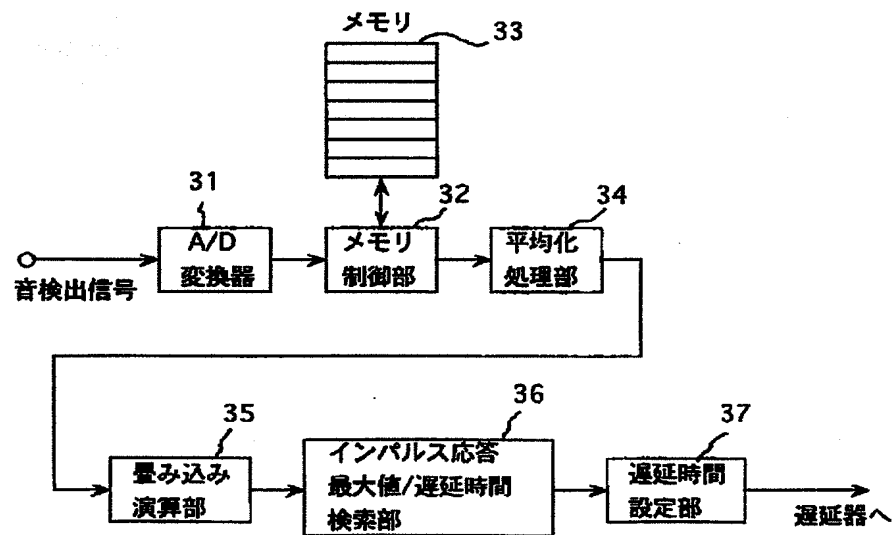 メモリ
33
31
A/D
変換器
32
メモリ
制御部
34
平均化
処理部
音検出信号
35
畳み込み
演算部
36
インパルス応答
最大値/遅延時間
検索部
37
遅延時間
設定部
遅延器へ